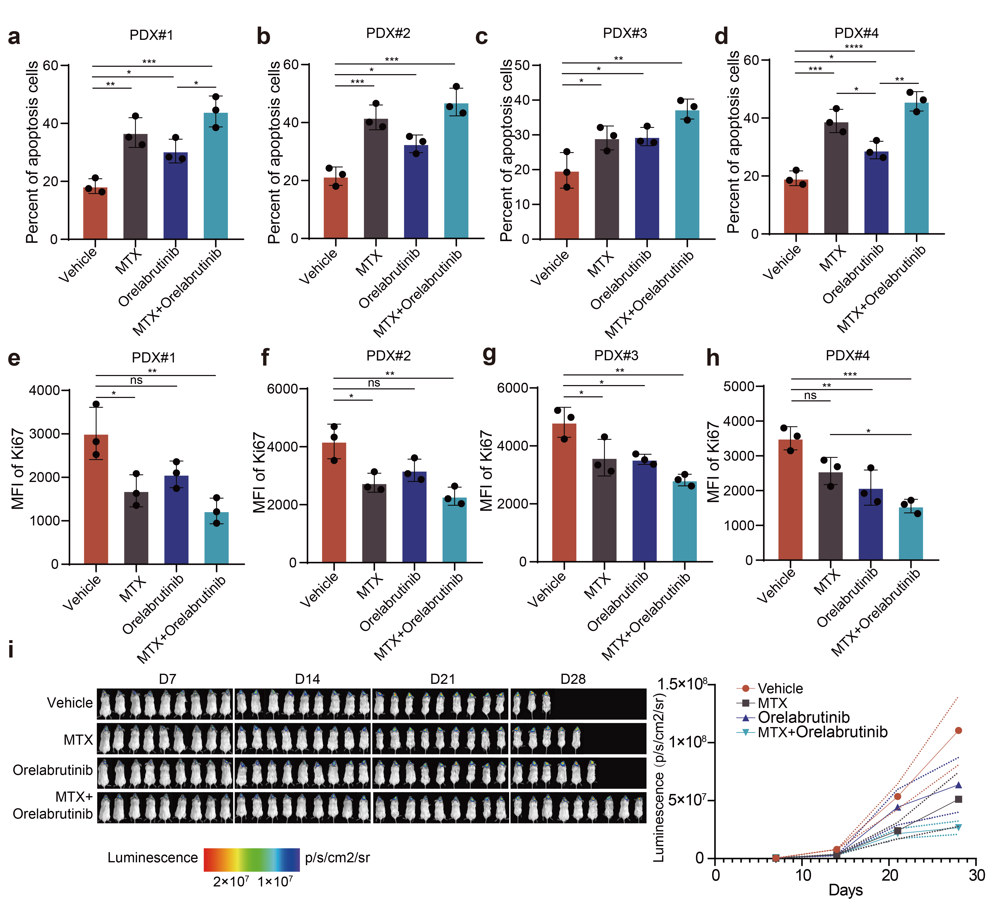 a
PDX#1
Percent of apoptosis cells
60
40
20
0
***
*
**
*
Vehicle
MTX
Orelabrutinib
MTX+Orelabrutinib
b
PDX#2
Percent of apoptosis cells
60
40
20
0
***
*
***
Vehicle
MTX
Orelabrutinib
MTX+Orelabrutinib
c
PDX#3
Percent of apoptosis cells
50
40
30
20
10
0
**
*
*
Vehicle
MTX
Orelabrutinib
MTX+Orelabrutinib
d
PDX#4
Percent of apoptosis cells
60
40
20
0
****
*
***
**
*
Vehicle
MTX
Orelabrutinib
MTX+Orelabrutinib
e
PDX#1
MFI of Ki67
4000
3000
2000
1000
0
**
ns
*
Vehicle
MTX
Orelabrutinib
MTX+Orelabrutinib
f
PDX#2
MFI of Ki67
6000
4000
2000
0
**
ns
*
Vehicle
MTX
Orelabrutinib
MTX+Orelabrutinib
g
PDX#3
MFI of Ki67
6000
4000
2000
0
**
*
*
Vehicle
MTX
Orelabrutinib
MTX+Orelabrutinib
h
PDX#4
MFI of Ki67
5000
4000
3000
2000
1000
0
***
**
ns
*
Vehicle
MTX
Orelabrutinib
MTX+Orelabrutinib
i
D7 D14 D21 D28
Vehicle
MTX
Orelabrutinib
MTX+
Orelabrutinib
Luminescence p/s/cm2/sr
2×10⁷ 1×10⁷
Luminescence (p/s/cm2/sr)
1.5×10⁸
1×10⁸
5×10⁷
0
Vehicle
MTX
Orelabrutinib
MTX+Orelabrutinib
0 10 20 30
Days